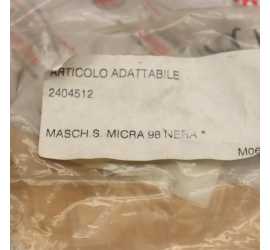 ARTICOLO ADATTABILE
2404512
MASCH.S. MICRA 98 NERA *